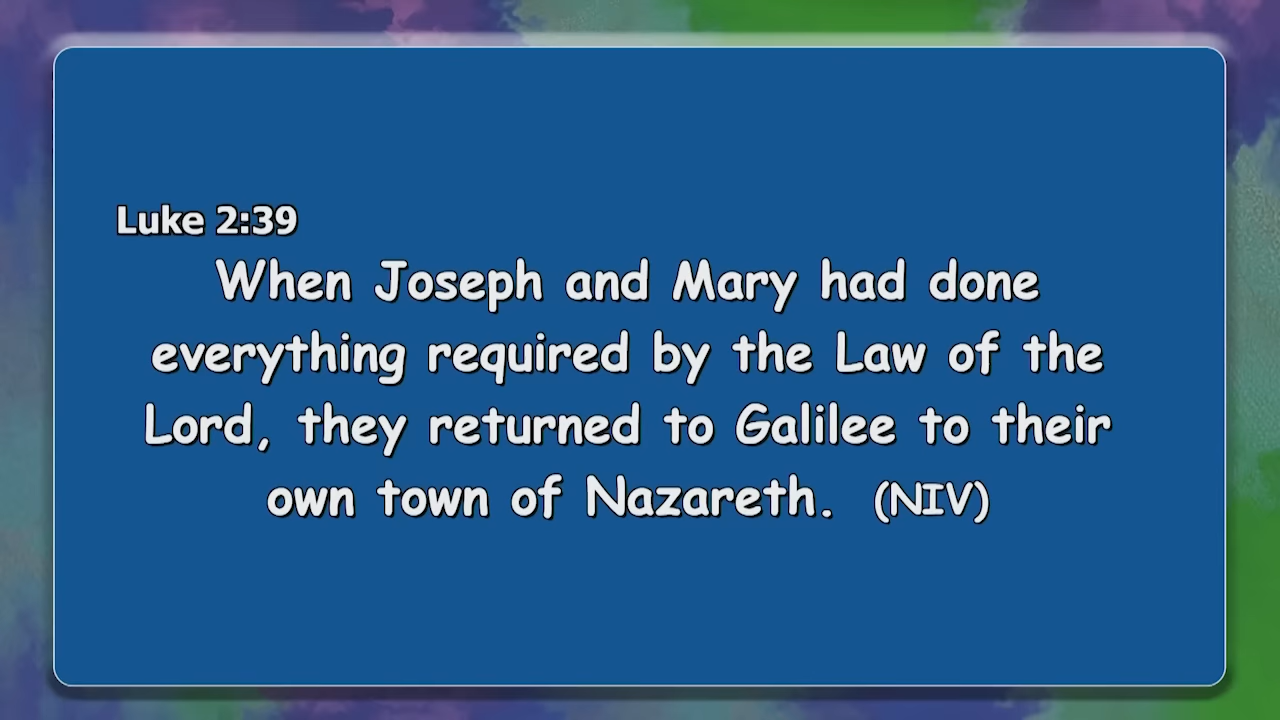 Luke 2:39
When Joseph and Mary had done
everything required by the Law of the
Lord, they returned to Galilee to their
own town of Nazareth. (NIV)